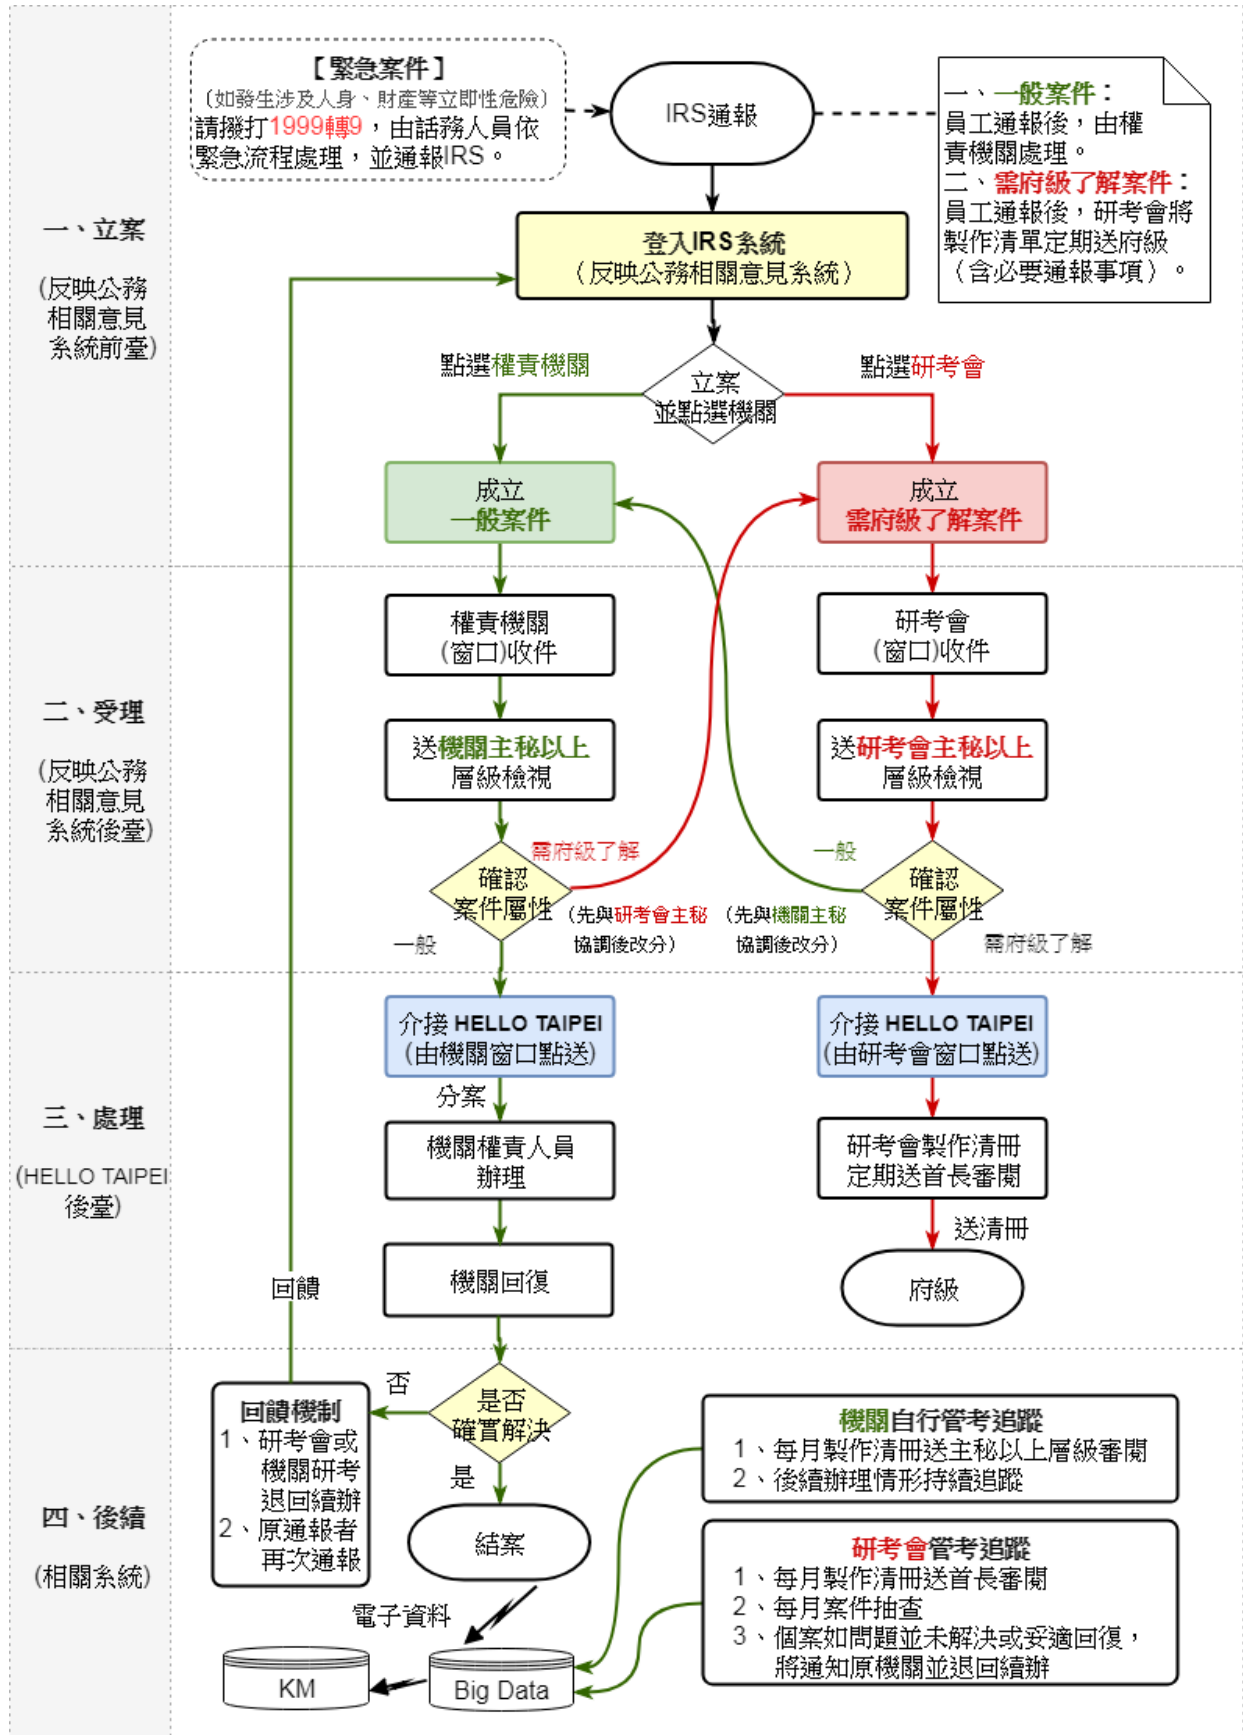 【緊急案件】
（如發生涉及人身、財產等立即性危險）
請撥打1999轉9，由話務人員依
緊急流程處理，並通報IRS。
IRS通報
一、一般案件：
員工通報後，由權
責機關處理。
二、需府級了解案件：
員工通報後，研考會將
製作清單定期送府級
（含必要通報事項）。
一、立案
(反映公務
相關意見
系統前臺)
登入IRS系統
（反映公務相關意見系統）
點選權責機關
立案
並點選機關
點選研考會
成立
一般案件
成立
需府級了解案件
二、受理
(反映公務
相關意見
系統後臺)
權責機關
(窗口)收件
研考會
(窗口)收件
送機關主秘以上
層級檢視
送研考會主秘以上
層級檢視
需府級了解
一般
確認
案件屬性
確認
案件屬性
（先與研考會主秘
協調後改分）
（先與機關主秘
協調後改分）
一般
需府級了解
三、處理
(HELLO TAIPEI
後臺)
介接 HELLO TAIPEI
(由機關窗口點送)
介接 HELLO TAIPEI
(由研考會窗口點送)
分案
機關權責人員
辦理
研考會製作清冊
定期送首長審閱
送清冊
機關回復
府級
回饋
四、後續
(相關系統)
否
是否
確實解決
是
回饋機制
1、研考會或
機關研考
退回續辦
2、原通報者
再次通報
結案
機關自行管考追蹤
1、每月製作清冊送主秘以上層級審閱
2、後續辦理情形持續追蹤
研考會管考追蹤
1、每月製作清冊送首長審閱
2、每月案件抽查
3、個案如問題並未解決或妥適回復，
將通知原機關並退回續辦
電子資料
KM
Big Data